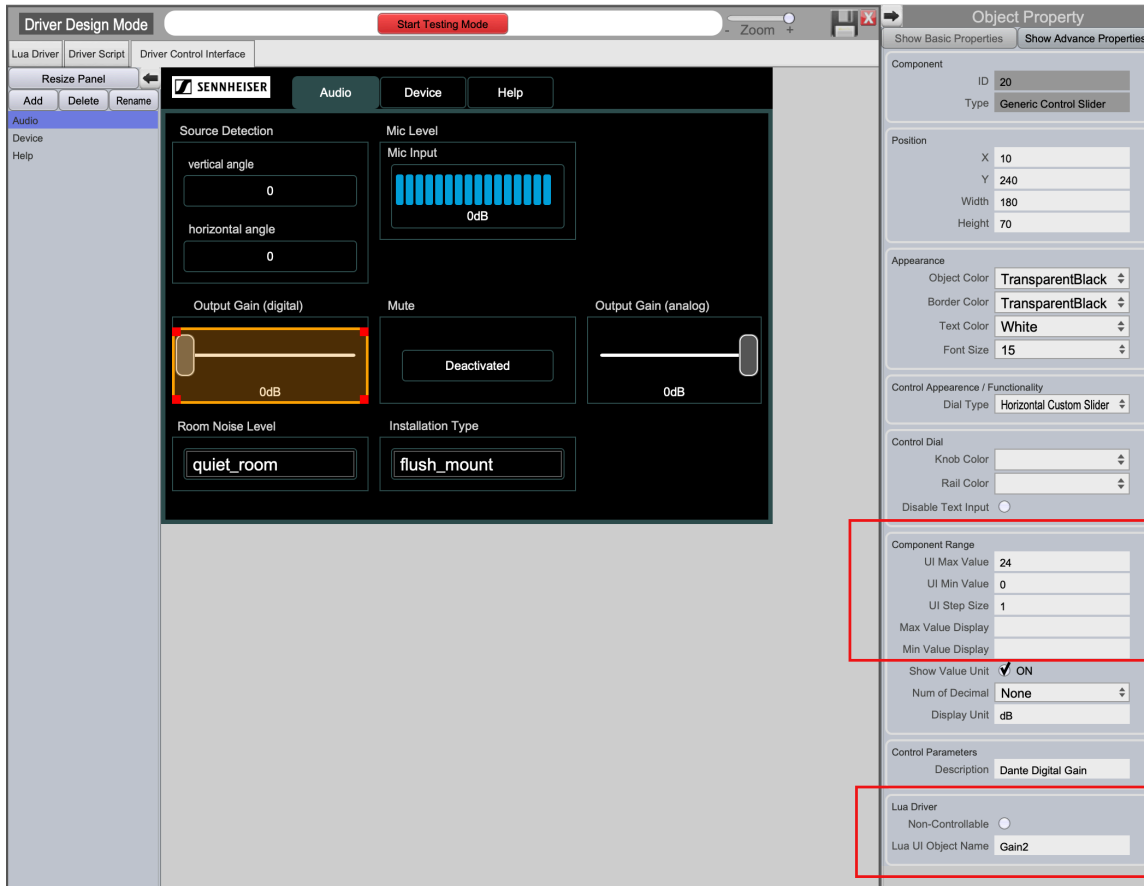 Driver Design Mode
Start Testing Mode
- Zoom +
X
Lua Driver
Driver Script
Driver Control Interface
Resize Panel
Add
Delete
Rename
Audio
Device
Help
SENNHEISER
Audio
Device
Help
Source Detection
vertical angle
0
horizontal angle
0
Mic Level
Mic Input
0dB
Output Gain (digital)
0dB
Mute
Deactivated
Output Gain (analog)
0dB
Room Noise Level
quiet_room
Installation Type
flush_mount
Object Property
Show Basic Properties
Show Advance Properties
Component
ID 20
Type Generic Control Slider
Position
X 10
Y 240
Width 180
Height 70
Appearance
Object Color TransparentBlack
Border Color TransparentBlack
Text Color White
Font Size 15
Control Appearence / Functionality
Dial Type Horizontal Custom Slider
Control Dial
Knob Color
Rail Color
Disable Text Input
Component Range
UI Max Value 24
UI Min Value 0
UI Step Size 1
Max Value Display
Min Value Display
Show Value Unit ON
Num of Decimal None
Display Unit dB
Control Parameters
Description Dante Digital Gain
Lua Driver
Non-Controllable
Lua UI Object Name Gain2